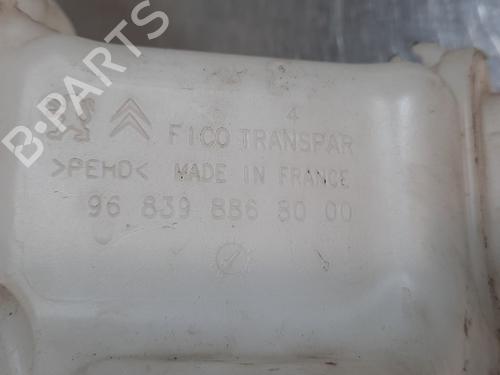 B-PARTS
4
FICO TRANSPAR
>PEHD< MADE IN FRANCE
96 839 886 80 00